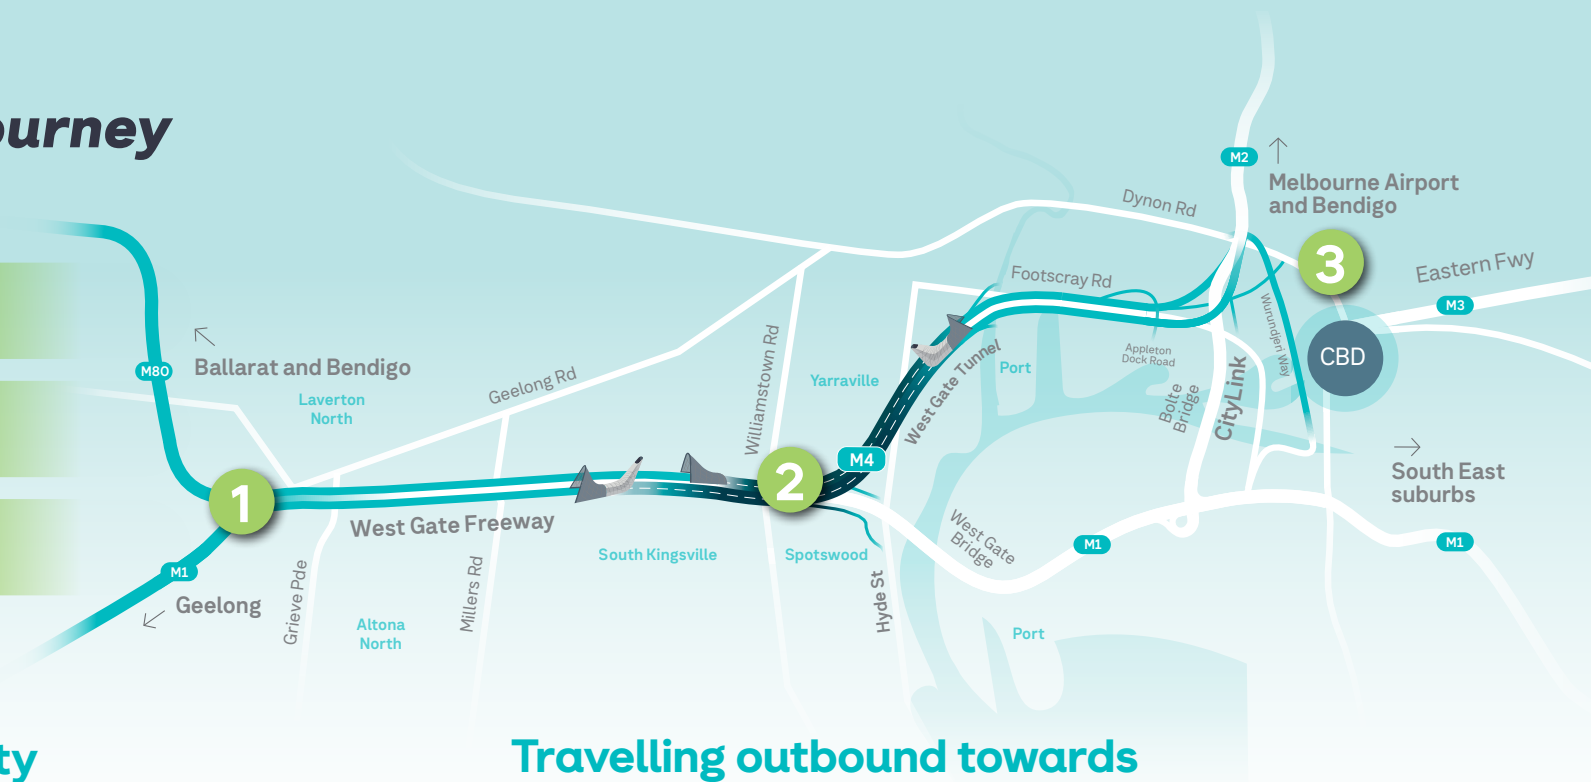 ourney
M2
Melbourne Airport
and Bendigo
Dynon Rd
3
Eastern Fwy
M3
Footscray Rd
Wurundjeri Way
Ballarat and Bendigo
M80
Laverton
North
Geelong Rd
Williamstown Rd
Yarraville
West Gate Tunnel
Port
Appleton
Dock Road
Bolte
Bridge
CityLink
CBD
South East
suburbs
M4
2
1
West Gate Freeway
South Kingsville
Spotswood
West Gate
Bridge
M1
M1
M1
Geelong
Grieve Pde
Altona
North
Millers Rd
Hyde St
Port
ty
Travelling outbound towards